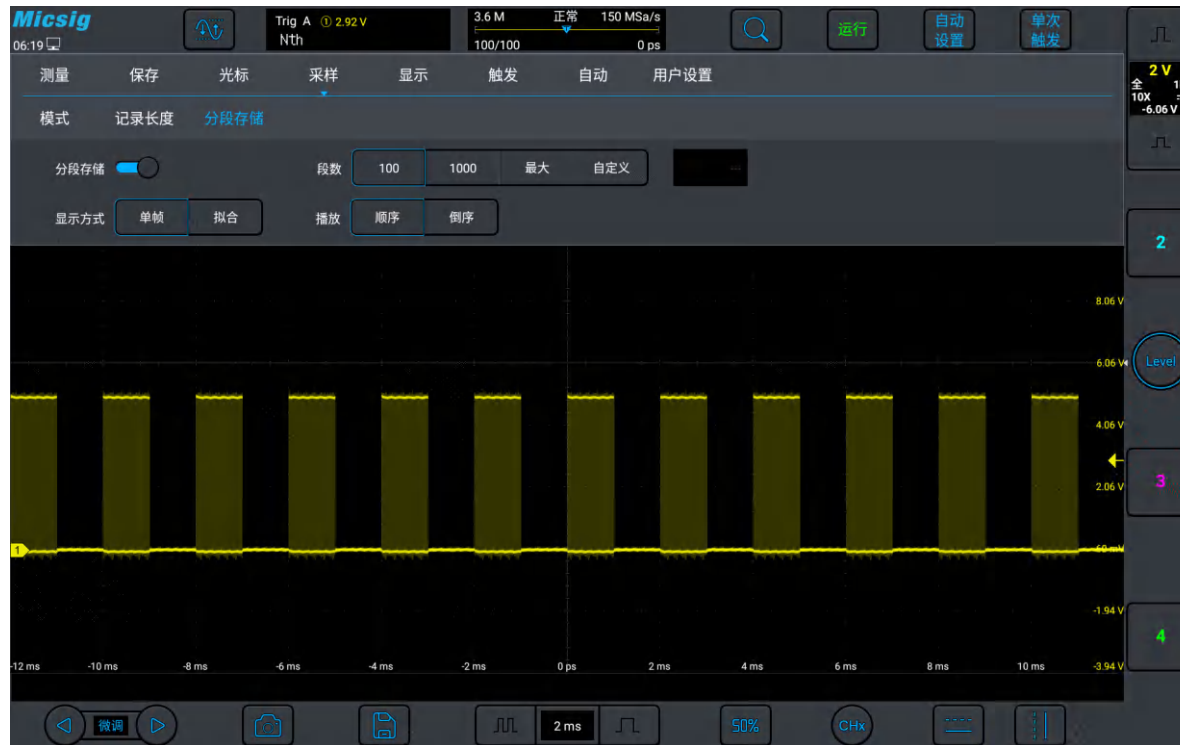 Micsig
06:19
Trig A ① 2.92 V
Nth
3.6 M 正常 150 MSa/s
100/100 0 ps
运行
自动
设置
单次
触发
测量 保存 光标 采样 显示 触发 自动 用户设置
模式 记录长度 分段存储
分段存储 段数 100 1000 最大 自定义 ...
显示方式 单帧 拟合 播放 顺序 倒序
2 V
全 1
10X =
-6.06 V
2
8.06 V
6.06 V
Level
4.06 V
2.06 V
3
1
-60 mV
-1.94 V
4
-12 ms -10 ms -8 ms -6 ms -4 ms -2 ms 0 ps 2 ms 4 ms 6 ms 8 ms 10 ms -3.94 V
微调 2 ms 50% CHx